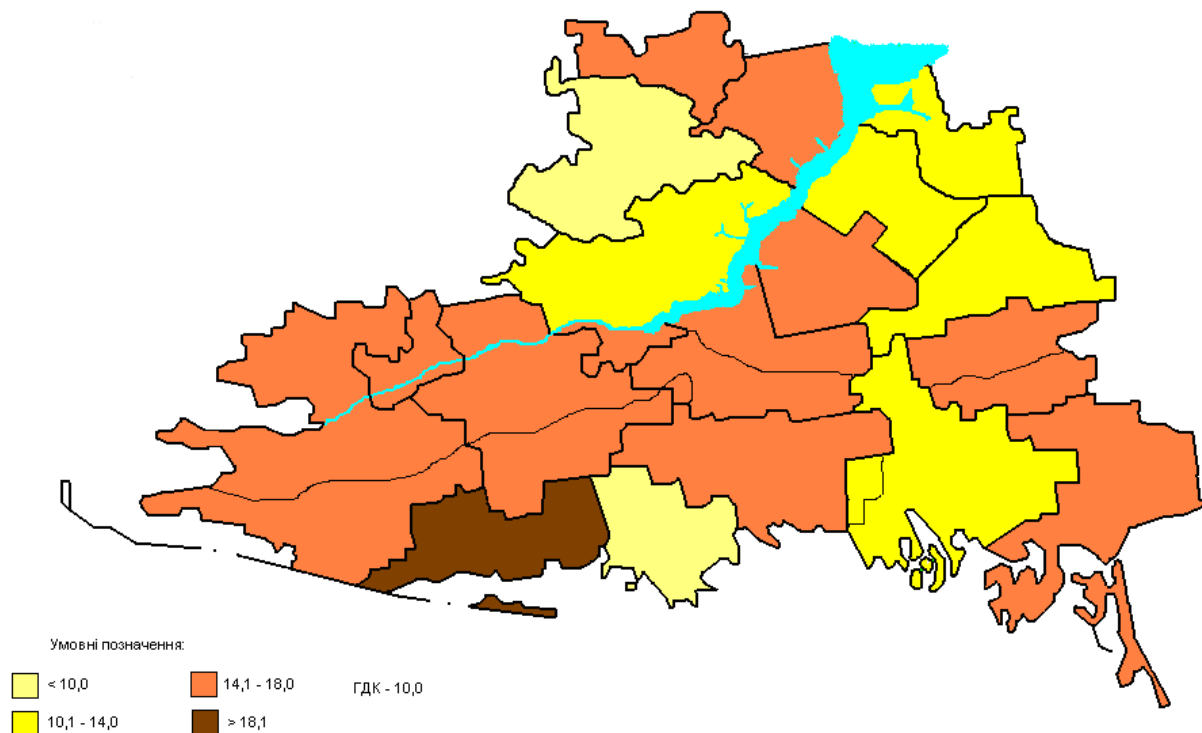 Умовні позначення:
< 10,0
14,1 - 18,0
ГДК - 10,0
10,1 - 14,0
> 18,1